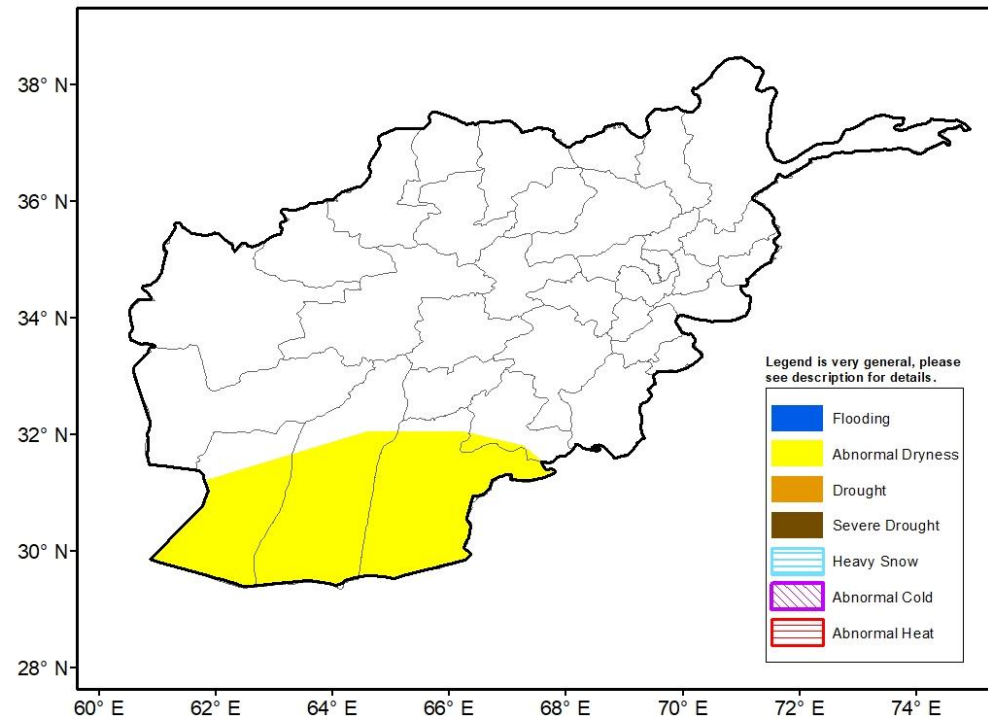 38° N
36° N
34° N
32° N
30° N
28° N
Legend is very general, please
see description for details.
Flooding
Abnormal Dryness
Drought
Severe Drought
Heavy Snow
Abnormal Cold
Abnormal Heat
60° E 62° E 64° E 66° E 68° E 70° E 72° E 74° E